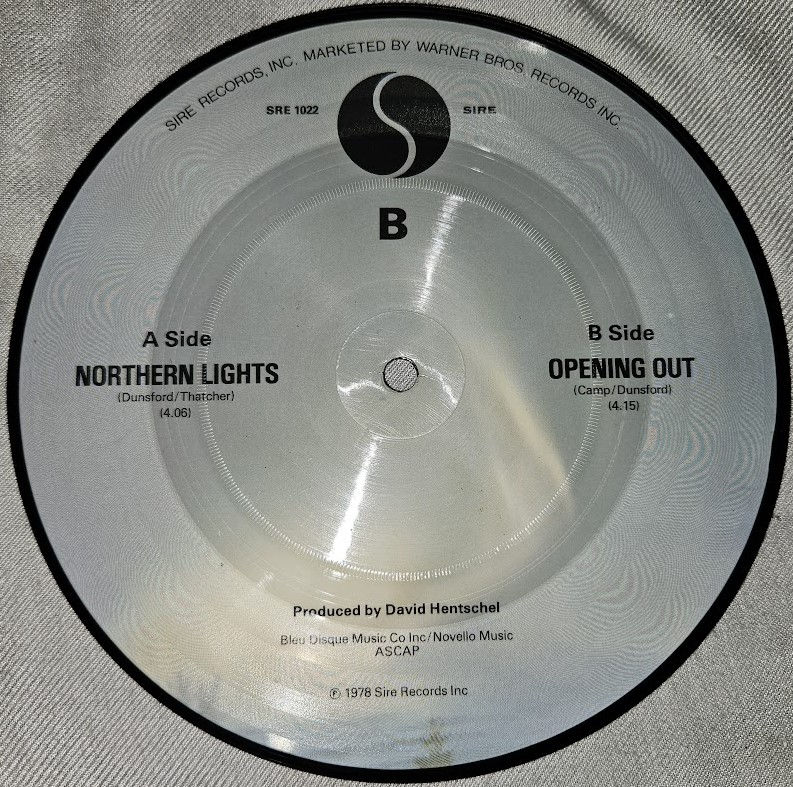 SIRE RECORDS, INC. MARKETED BY WARNER BROS. RECORDS INC.
SRE 1022
SIRE
B
A Side
NORTHERN LIGHTS
(Dunsford/Thatcher)
(4.06)
B Side
OPENING OUT
(Camp/Dunsford)
(4.15)
Produced by David Hentschel
Bleu Disque Music Co Inc/Novello Music
ASCAP
℗ 1978 Sire Records Inc